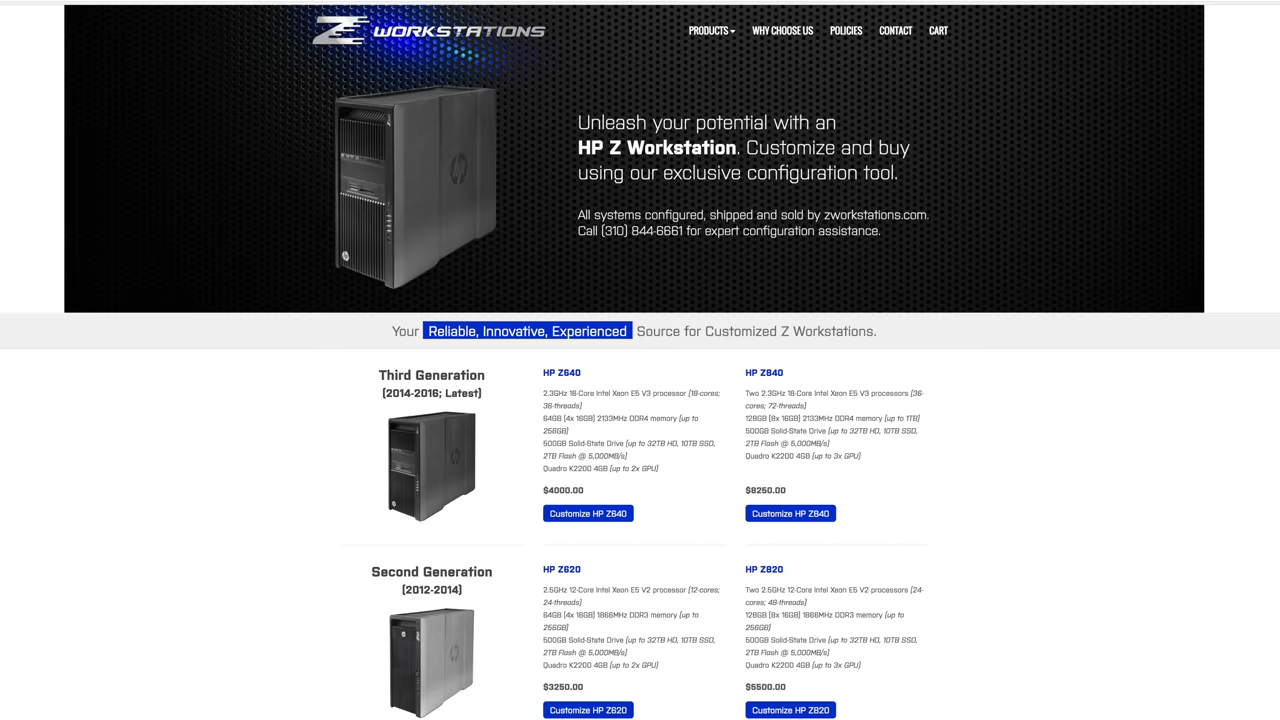 Z WORKSTATIONS
PRODUCTS
WHY CHOOSE US
POLICIES
CONTACT
CART
Unleash your potential with an
HP Z Workstation. Customize and buy
using our exclusive configuration tool.
All systems configured, shipped and sold by zworkstations.com.
Call (310) 844-6661 for expert configuration assistance.
Your Reliable, Innovative, Experienced Source for Customized Z Workstations.
Third Generation
(2014-2016; Latest)
HP Z640
2.3GHz 18-Core Intel Xeon E5 V3 processor (18-cores;
36-threads)
64GB (4x 16GB) 2133MHz DDR4 memory (up to
256GB)
500GB Solid-State Drive (up to 32TB HD, 10TB SSD,
2TB Flash @ 5,000MB/s)
Quadro K2200 4GB (up to 2x GPU)
$4000.00
Customize HP Z640
HP Z840
Two 2.3GHz 18-Core Intel Xeon E5 V3 processors (36-
cores; 72-threads)
128GB (8x 16GB) 2133MHz DDR4 memory (up to 1TB)
500GB Solid-State Drive (up to 32TB HD, 10TB SSD,
2TB Flash @ 5,000MB/s)
Quadro K2200 4GB (up to 3x GPU)
$8250.00
Customize HP Z840
Second Generation
(2012-2014)
HP Z620
2.5GHz 12-Core Intel Xeon E5 V2 processor (12-cores;
24-threads)
64GB (4x 16GB) 1866MHz DDR3 memory (up to
256GB)
500GB Solid-State Drive (up to 32TB HD, 10TB SSD,
2TB Flash @ 5,000MB/s)
Quadro K2200 4GB (up to 2x GPU)
$3250.00
Customize HP Z620
HP Z820
Two 2.5GHz 12-Core Intel Xeon E5 V2 processors (24-
cores; 48-threads)
128GB (8x 16GB) 1866MHz DDR3 memory (up to
256GB)
500GB Solid-State Drive (up to 32TB HD, 10TB SSD,
2TB Flash @ 5,000MB/s)
Quadro K2200 4GB (up to 3x GPU)
$5500.00
Customize HP Z820